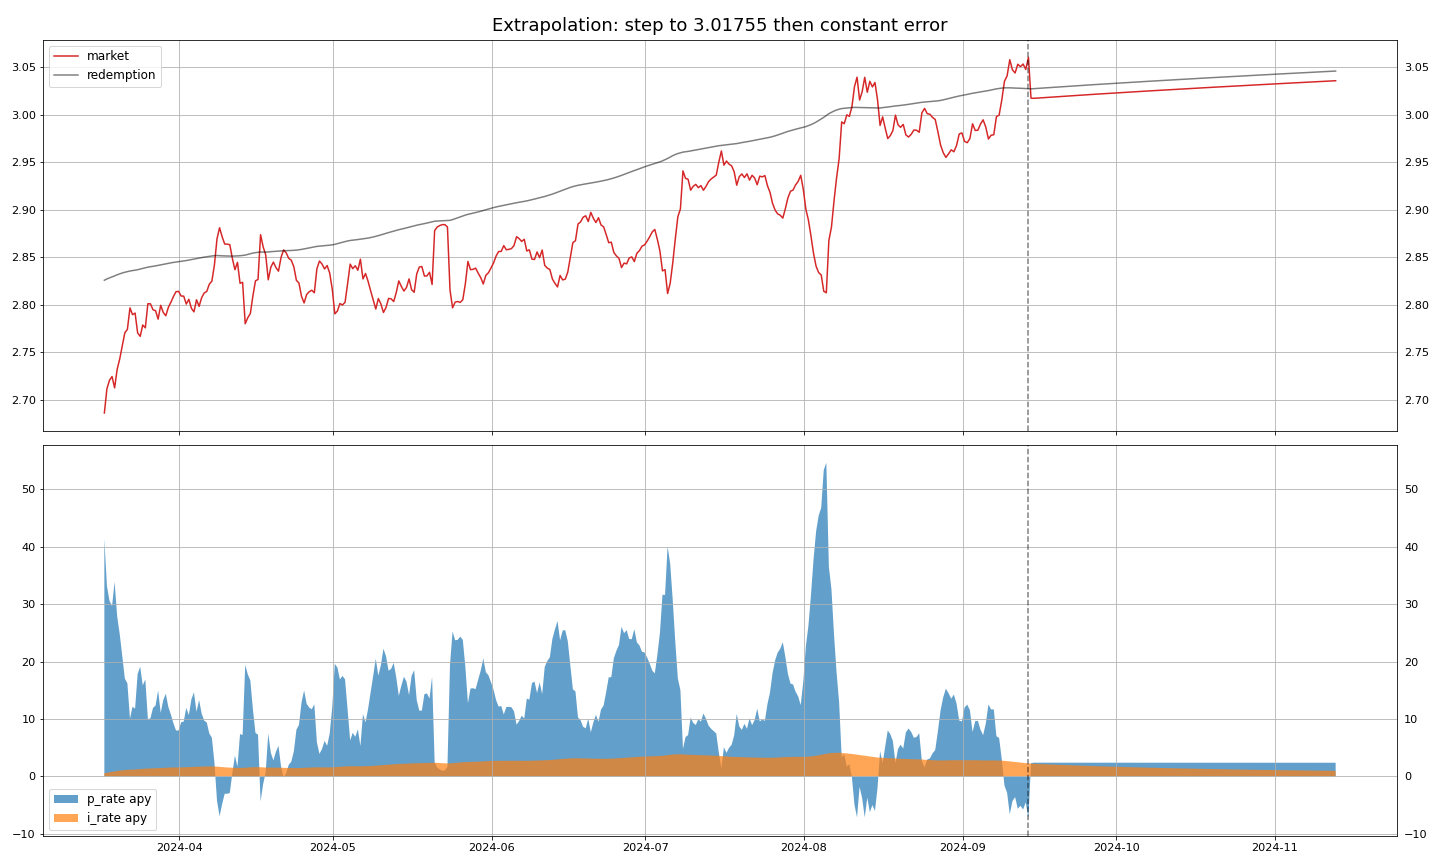 Extrapolation: step to 3.01755 then constant error
market
redemption
3.05 3.05
3.00 3.00
2.95 2.95
2.90 2.90
2.85 2.85
2.80 2.80
2.75 2.75
2.70 2.70
50 50
40 40
30 30
20 20
10 10
0 0
−10 −10
p_rate apy
i_rate apy
2024-04 2024-05 2024-06 2024-07 2024-08 2024-09 2024-10 2024-11